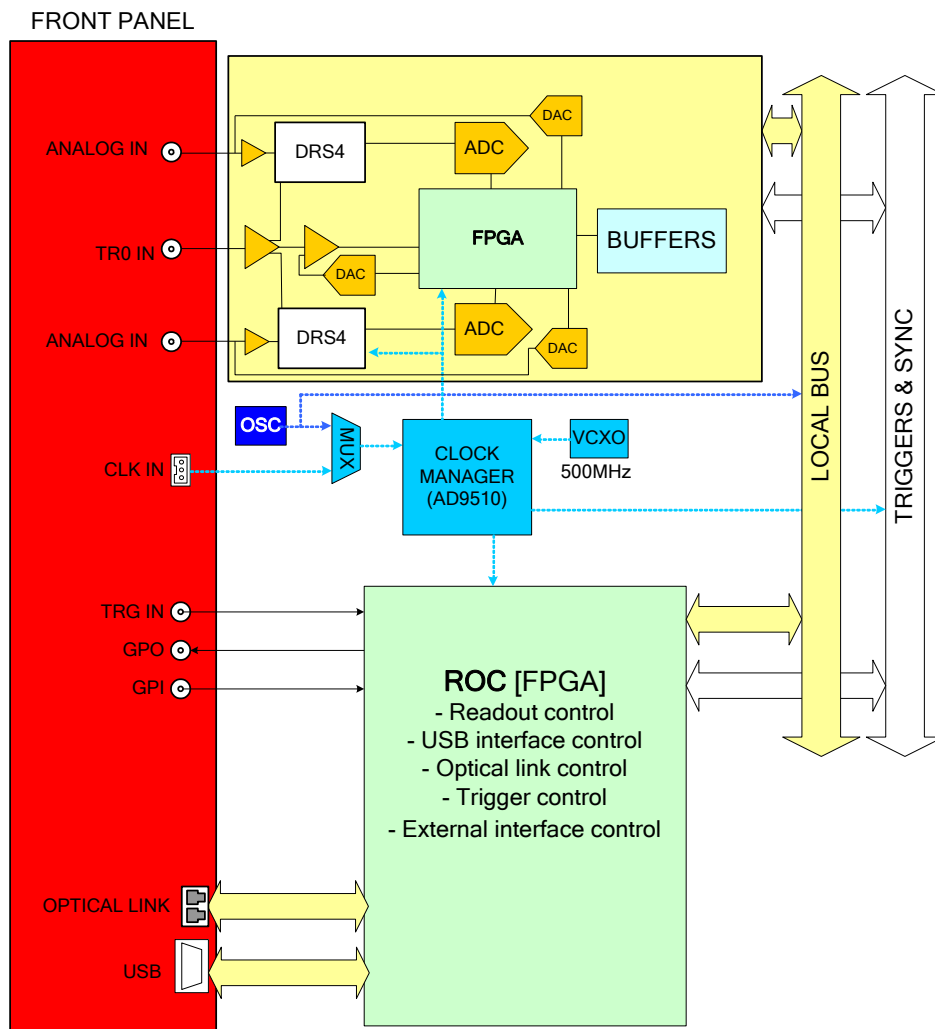 FRONT PANEL
ANALOG IN
DRS4
ADC
DAC
TR0 IN
FPGA
BUFFERS
DAC
ANALOG IN
DRS4
ADC
DAC
OSC
MUX
CLK IN
CLOCK
MANAGER
(AD9510)
VCXO
500MHz
LOCAL BUS
TRIGGERS & SYNC
TRG IN
GPO
GPI
ROC [FPGA]
- Readout control
- USB interface control
- Optical link control
- Trigger control
- External interface control
OPTICAL LINK
USB